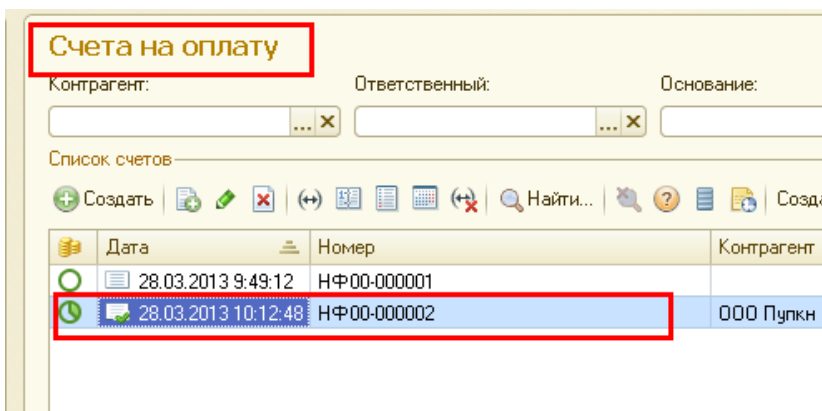 Счета на оплату
Контрагент: Ответственный: Основание:
... × ... ×
Список счетов
Создать Найти... Созда
Дата Номер Контрагент
28.03.2013 9:49:12 НФ00-000001
28.03.2013 10:12:48 НФ00-000002 ООО Пупкн